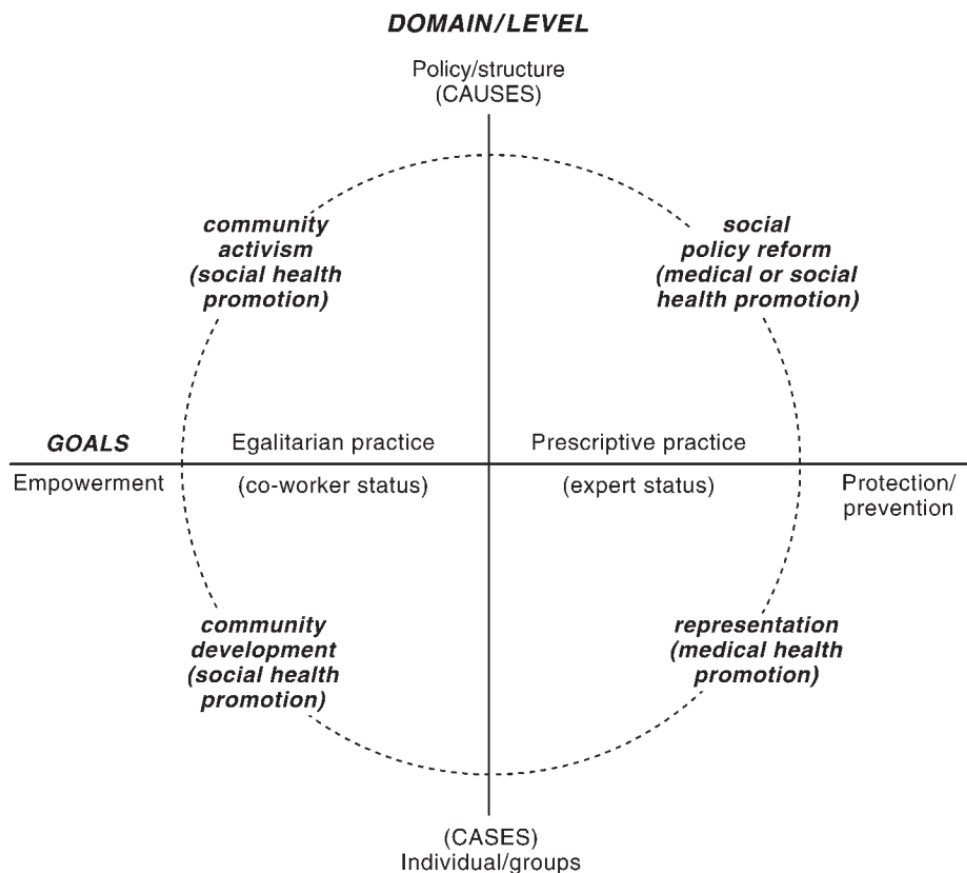 DOMAIN/LEVEL
Policy/structure
(CAUSES)
community
activism
(social health
promotion)
social
policy reform
(medical or social
health promotion)
GOALS
Egalitarian practice
Prescriptive practice
Empowerment
(co-worker status)
(expert status)
Protection/
prevention
community
development
(social health
promotion)
representation
(medical health
promotion)
(CASES)
Individual/groups